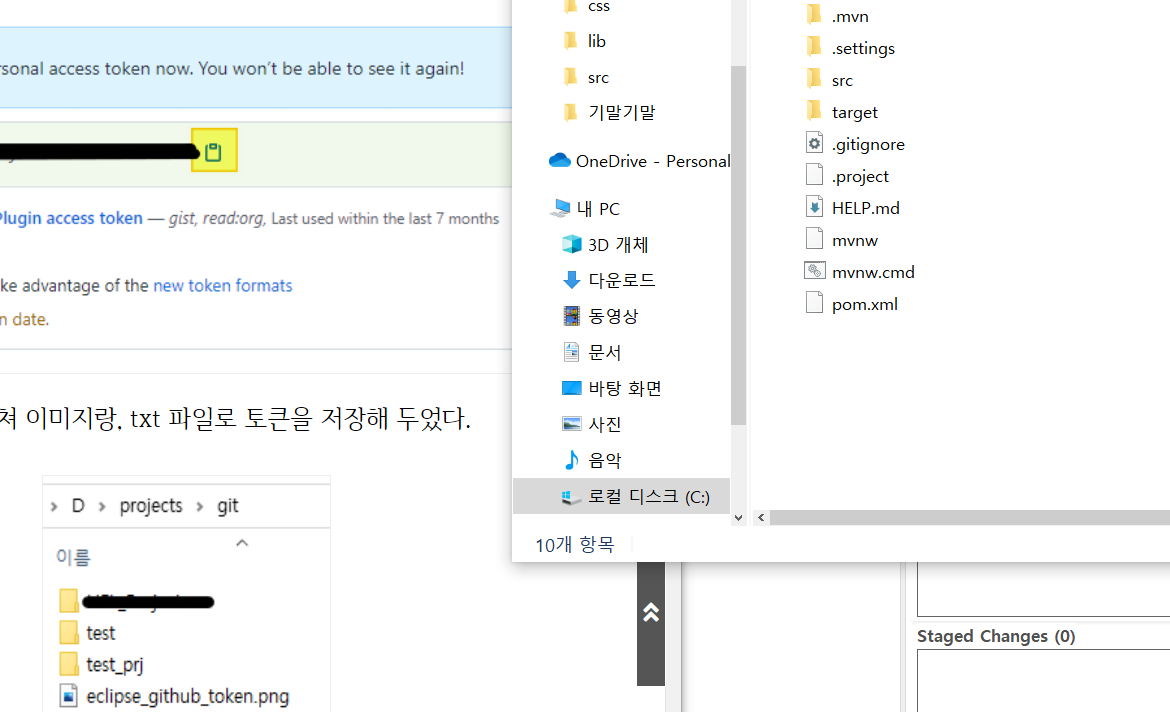 rsonal access token now. You won't be able to see it again!
Plugin access token — gist, read:org, Last used within the last 7 months
ke advantage of the new token formats
n date.
쳐 이미지랑, txt 파일로 토큰을 저장해 두었다.
> D > projects > git
이름
test
test_prj
eclipse_github_token.png
css
lib
src
기말기말
OneDrive - Personal
내 PC
3D 개체
다운로드
동영상
문서
바탕 화면
사진
음악
로컬 디스크 (C:)
10개 항목
.mvn
.settings
src
target
.gitignore
.project
HELP.md
mvnw
mvnw.cmd
pom.xml
Staged Changes (0)